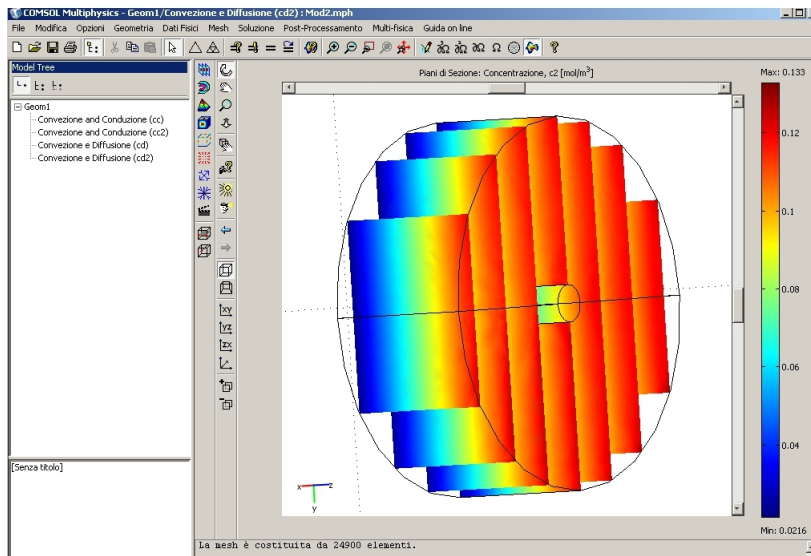 COMSOL Multiphysics - Geom1/Convezione e Diffusione (cd2) : Mod2.mph
File Modifica Opzioni Geometria Dati Fisici Mesh Soluzione Post-Processamento Multi-fisica Guida on line
Model Tree
Geom1
Convezione and Conduzione (cc)
Convezione and Conduzione (cc2)
Convezione e Diffusione (cd)
Convezione e Diffusione (cd2)
[Senza titolo]
xy
yz
zx
Piani di Sezione: Concentrazione, c2 [mol/m³]
x
z
y
Max: 0.133
0.12
0.1
0.08
0.06
0.04
Min: 0.0216
La mesh è costituita da 24900 elementi.